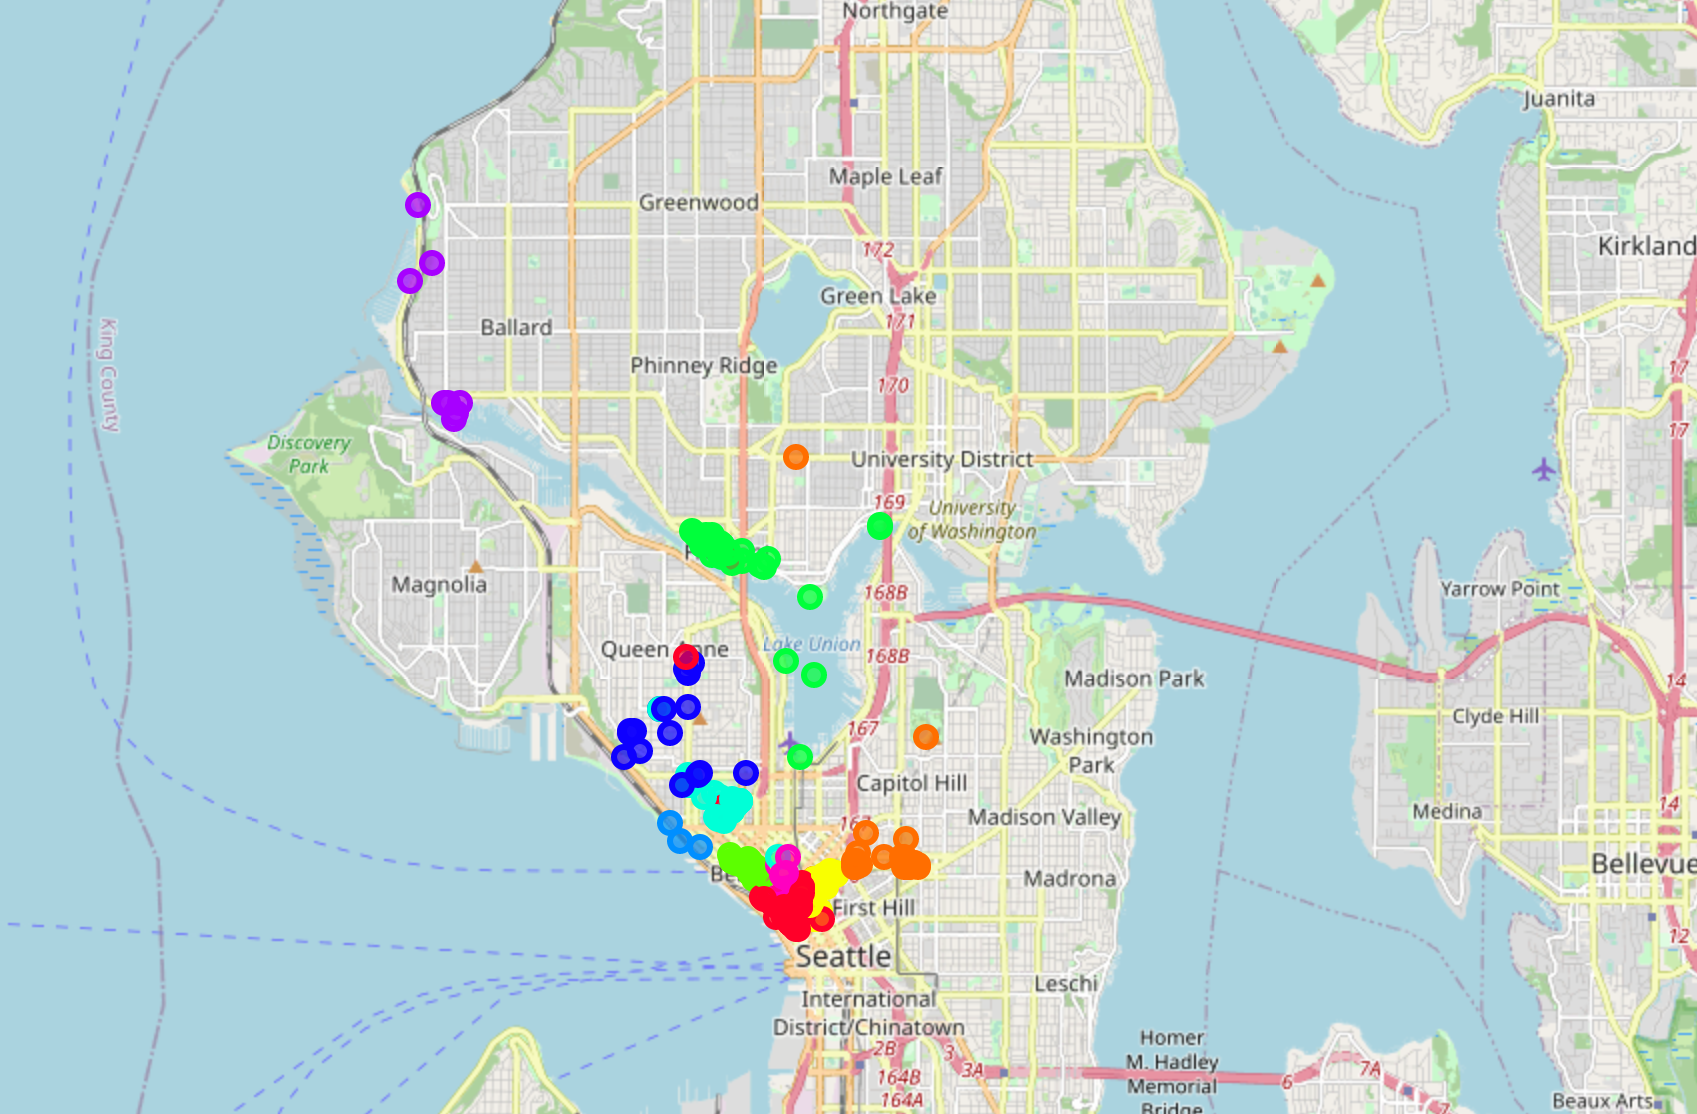 Northgate
Juanita
Maple Leaf
Greenwood
172
Kirkland
Green Lake
171
King County
Ballard
Phinney Ridge
170
17
17
Discovery
Park
University District
169
University
of Washington
Magnolia
168B
Yarrow Point
Queen
ne
Lake Union
168B
Madison Park
14
Clyde Hill
167
Washington
Park
Capitol Hill
Medina
14
Madison Valley
Bellevue
Be
Madrona
First Hill
12
Seattle
Leschi
International
District/Chinatown
Homer
M. Hadley
Memorial
Bridge
2B
3
3A
164B
164A
6
7A
7
Beaux Arts